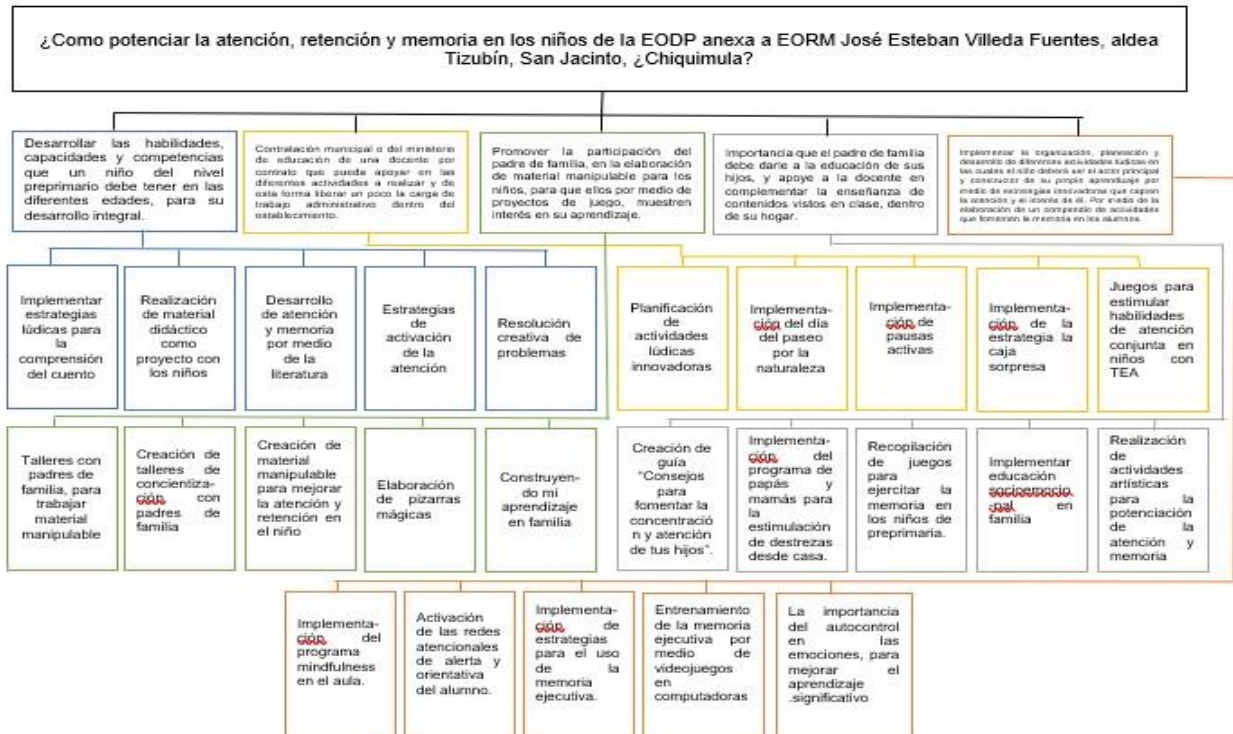 ¿Como potenciar la atención, retención y memoria en los niños de la EODP anexa a EORM José Esteban Villeda Fuentes, aldea
Tizubín, San Jacinto, ¿Chiquimula?
Desarrollar las habilidades,
capacidades y competencias
que un niño del nivel
preprimario debe tener en las
diferentes edades, para su
desarrollo integral.
Contratación municipal o del ministerio
de educación de una docente por
contrato que pueda apoyar en las
diferentes actividades a realizar y de
esta forma liberar un poco la carga de
trabajo administrativo dentro del
establecimiento.
Promover la participación del
padre de familia, en la elaboración
de material manipulable para los
niños, para que ellos por medio de
proyectos de juego, muestren
interés en su aprendizaje.
Importancia que el padre de familia
debe darle a la educación de sus
hijos, y apoye a la docente en
complementar la enseñanza de
contenidos vistos en clase, dentro
de su hogar.
Implementar la organización, planeación y
desarrollo de diferentes actividades lúdicas en
las cuales el niño deberá ser el actor principal
y constructor de su propio aprendizaje por
medio de estrategias innovadoras que capten
la atención y el interés de él. Por medio de la
elaboración de un compendio de actividades
que fomenten la memoria en los alumnos.
Implementar
estrategias
lúdicas para
la
comprensión
del cuento
Realización
de material
didáctico
como
proyecto con
los niños
Desarrollo
de atención
y memoria
por medio
de la
literatura
Estrategias
de
activación
de la
atención
Resolución
creativa de
problemas
Planificación
de
actividades
lúdicas
innovadoras
Implementa-
ción del día
del paseo
por la
naturaleza
Implementa-
ción de
pausas
activas
Implementa-
ción de la
estrategia la
caja
sorpresa
Juegos para
estimular
habilidades
de atención
conjunta en
niños con
TEA
Talleres con
padres de
familia, para
trabajar
material
manipulable
Creación de
talleres de
concientiza-
ción con
padres de
familia
Creación de
material
manipulable
para mejorar
la atención y
retención en
el niño
Elaboración
de pizarras
mágicas
Construyen-
do mi
aprendizaje
en familia
Creación de
guía
"Consejos
para
fomentar la
concentració
n y atención
de tus hijos".
Implementa-
ción del
programa de
papás y
mamás para
la
estimulación
de destrezas
desde casa.
Recopilación
de juegos
para
ejercitar la
memoria en
los niños de
preprimaria.
Implementar
educación
socioemocio
-nal en
familia
Realización
de
actividades
artísticas
para la
potenciación
de la
atención y
memoria
Implementa-
ción del
programa
mindfulness
en el aula.
Activación
de las redes
atencionales
de alerta y
orientativa
del alumno.
Implementa-
ción de
estrategias
para el uso
de la
memoria
ejecutiva.
Entrenamiento
de la memoria
ejecutiva por
medio de
videojuegos
en
computadoras
La importancia
del autocontrol
en las
emociones, para
mejorar el
aprendizaje
.significativo